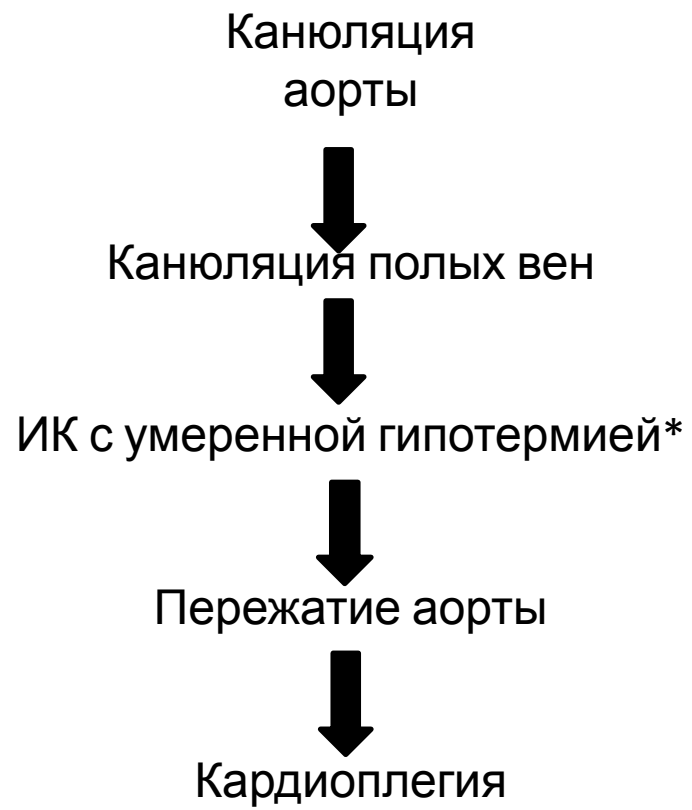 Канюляция
аорты
Канюляция полых вен
ИК с умеренной гипотермией*
Пережатие аорты
Кардиоплегия